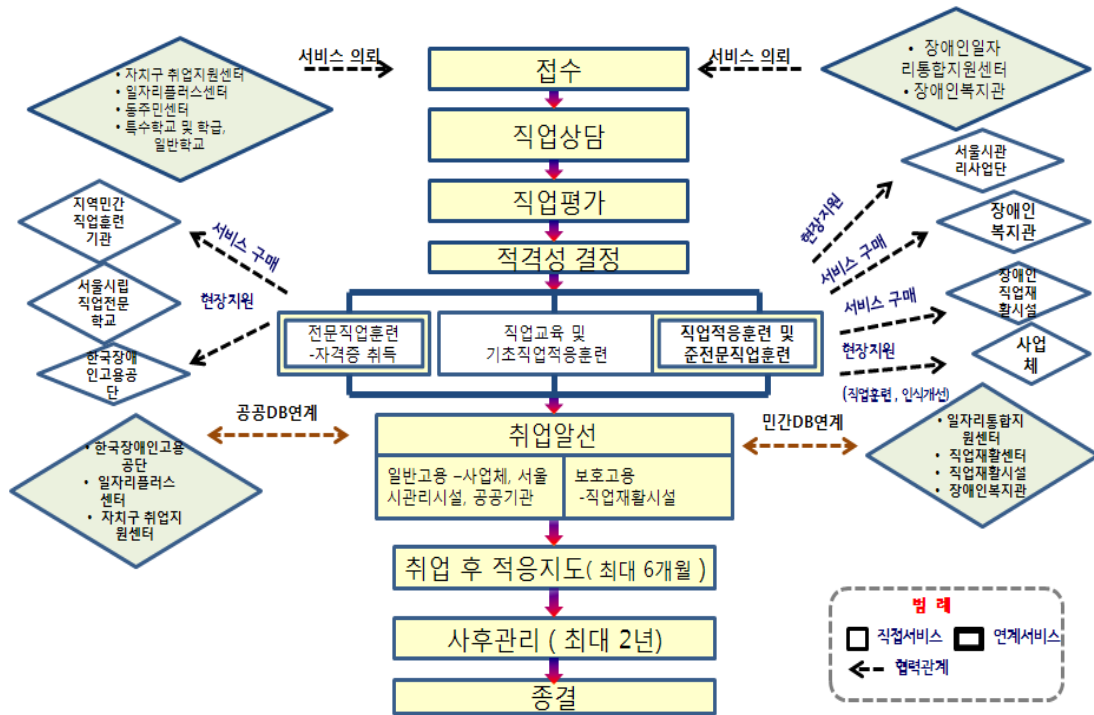 서비스 의뢰
서비스 의뢰
• 자치구 취업지원센터
• 일자리플러스센터
• 동주민센터
• 특수학교 및 학급,
일반학교
접수
• 장애인일자
리통합지원센터
• 장애인복지관
직업상담
서울시관
리사업단
지역민간
직업훈련
기관
직업평가
현장지원
장애인
복지관
서비스 구매
적격성 결정
서비스 구매
서울시립
직업전문
학교
현장지원
서비스 구매
장애인
직업재
활시설
전문직업훈련
-자격증 취득
직업교육 및
기초직업적응훈련
직업적응훈련 및
준전문직업훈련
현장지원
사업
체
한국장애
인고용공
단
(직업훈련 , 인식개선)
공공DB연계
취업알선
민간DB연계
• 한국장애인고용
공단
• 일자리플러스
센터
• 자치구 취업지
원센터
일반고용 –사업체, 서울
시관리시설, 공공기관
보호고용
-직업재활시설
• 일자리통합지
원센터
• 직업재활센터
• 직업재활시설
• 장애인복지관
취업 후 적응지도( 최대 6개월 )
사후관리 ( 최대 2년)
종결
범 례
직접서비스
연계서비스
협력관계